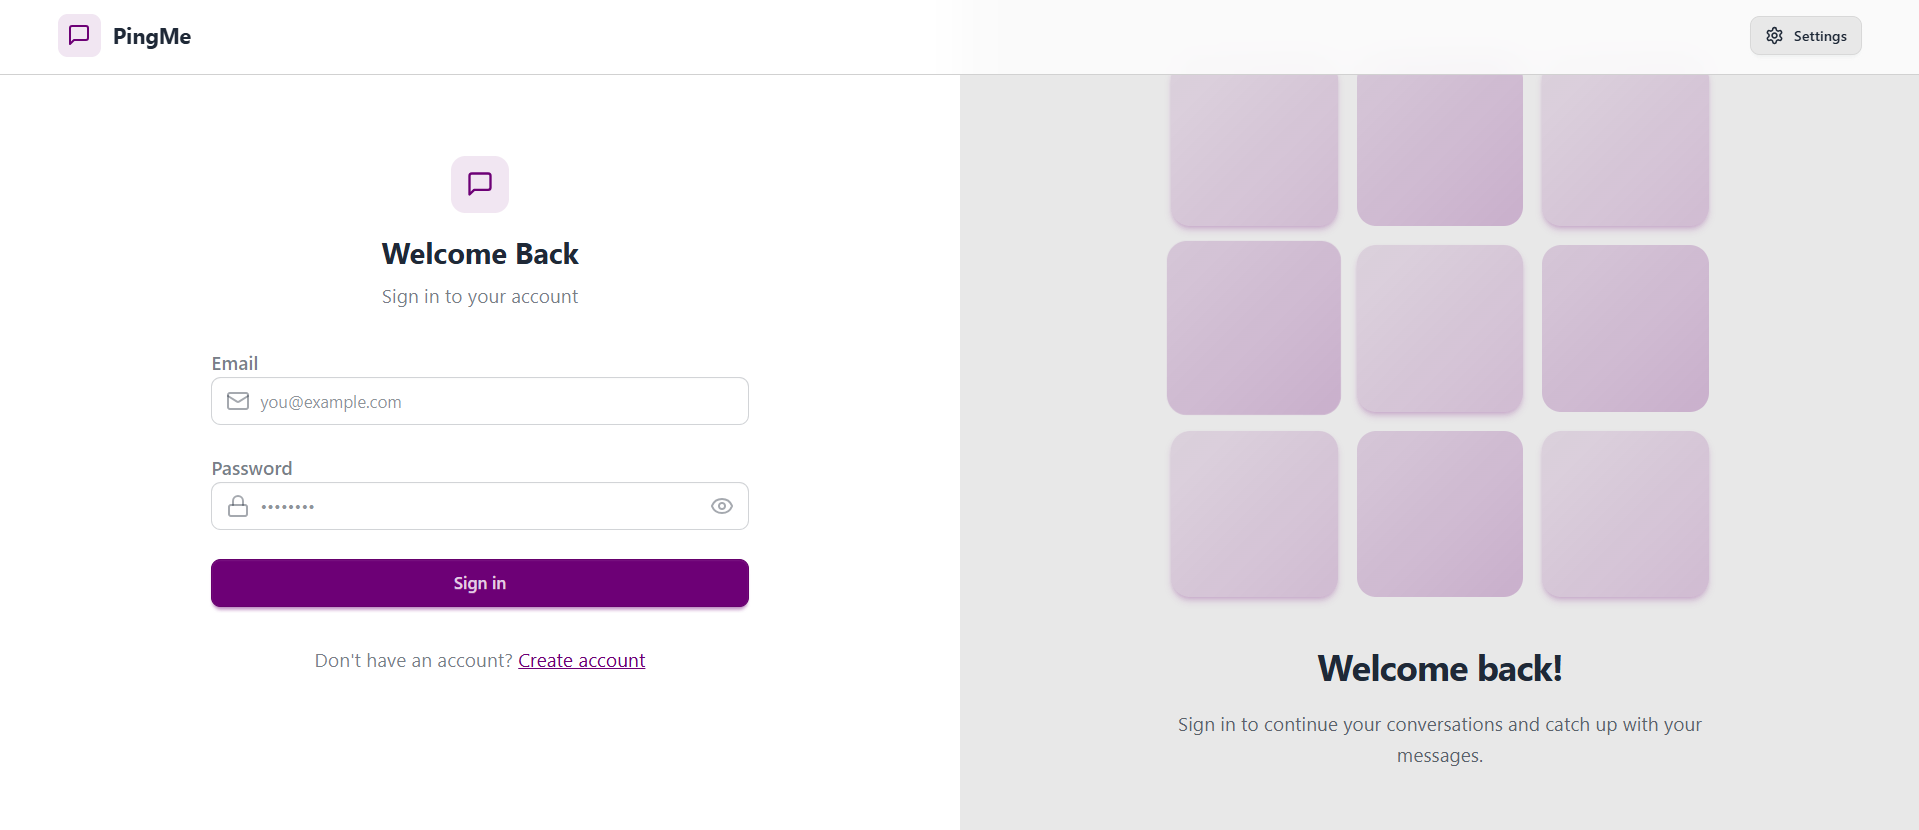 PingMe
Settings
Welcome Back
Sign in to your account
Email
you@example.com
Password
••••••••
Sign in
Don't have an account? Create account
Welcome back!
Sign in to continue your conversations and catch up with your
messages.